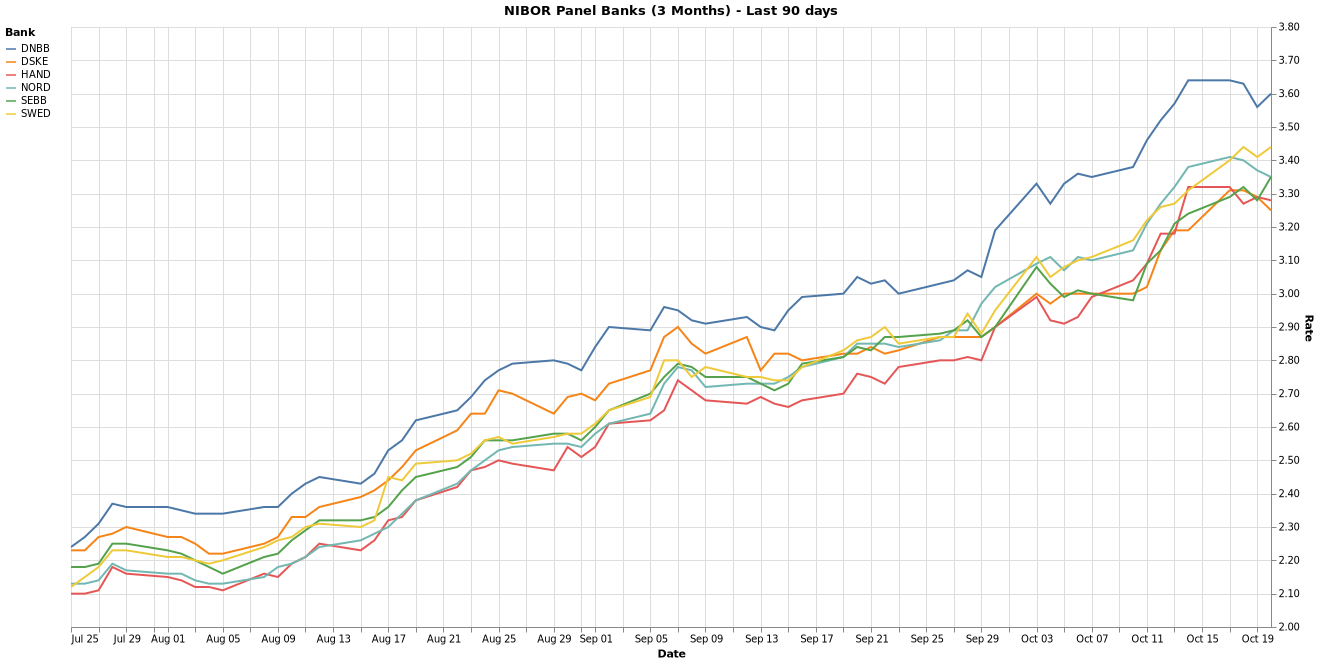 NIBOR Panel Banks (3 Months) - Last 90 days
Bank
DNBB
DSKE
HAND
NORD
SEBB
SWED
3.80
3.70
3.60
3.50
3.40
3.30
3.20
3.10
3.00
2.90
2.80
2.70
2.60
2.50
2.40
2.30
2.20
2.10
2.00
Rate
Jul 25 Jul 29 Aug 01 Aug 05 Aug 09 Aug 13 Aug 17 Aug 21 Aug 25 Aug 29 Sep 01 Sep 05 Sep 09 Sep 13 Sep 17 Sep 21 Sep 25 Sep 29 Oct 03 Oct 07 Oct 11 Oct 15 Oct 19
Date